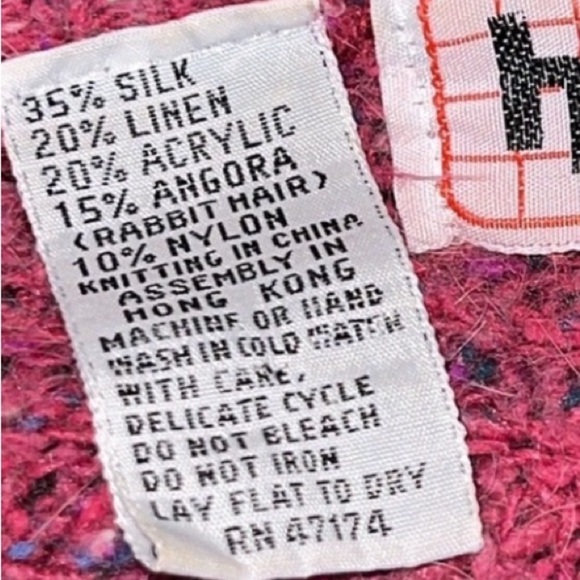 35% SILK
20% LINEN
20% ACRYLIC
15% ANGORA
(RABBIT HAIR)
10% NYLON
KNITTING IN CHINA
ASSEMBLY IN
HONG KONG
MACHINE OR HAND
WASH IN COLD WATER
WITH CARE,
DELICATE CYCLE
DO NOT BLEACH
DO NOT IRON
LAY FLAT TO DRY
RN 47174